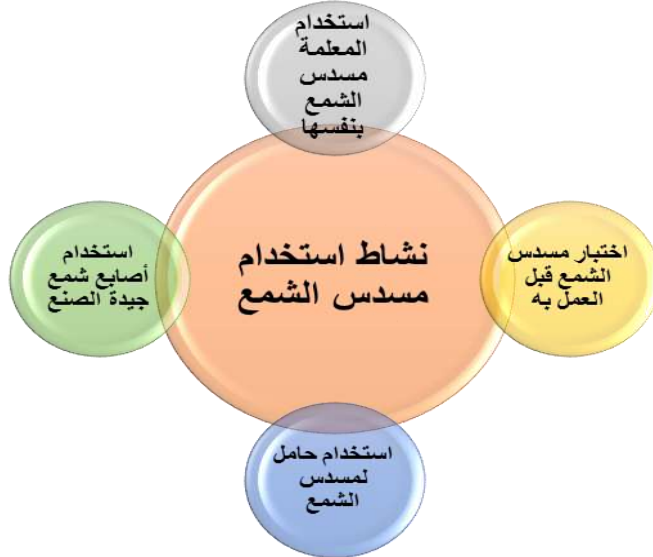 استخدام
المعلمة
مسدس
الشمع
بنفسها
اختبار مسدس
الشمع قبل
العمل به
نشاط استخدام
مسدس الشمع
استخدام
أصابع شمع
جيدة الصنع
استخدام حامل
لمسدس
الشمع